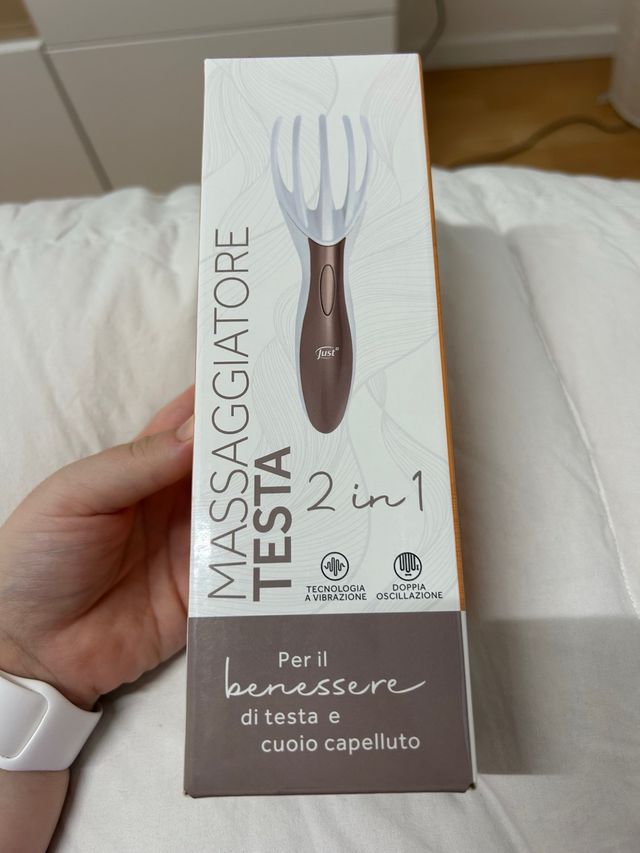 MASSAGGIATORE
TESTA
Just
2 in 1
TECNOLOGIA
A VIBRAZIONE
DOPPIA
OSCILLAZIONE
Per il
benessere
di testa e
cuoio capelluto